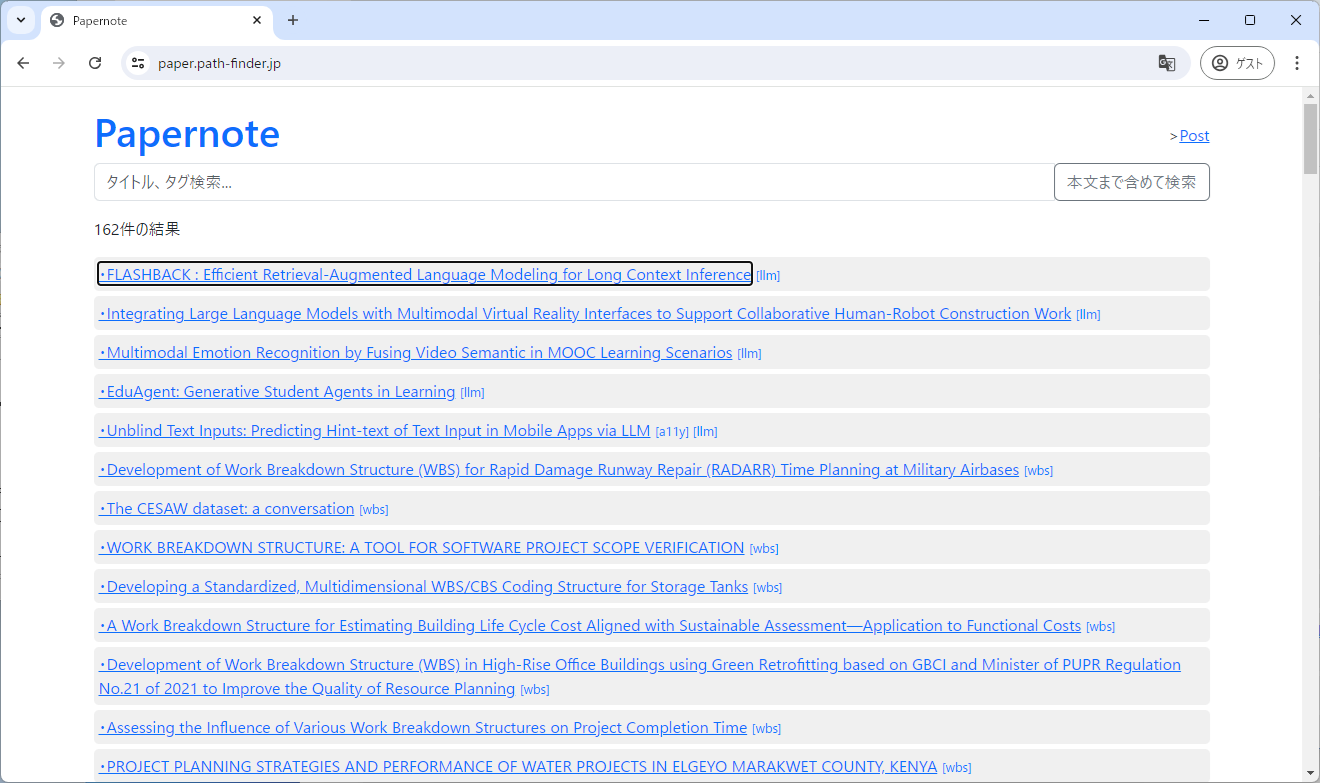 Papernote
paper.path-finder.jp
ゲスト
Papernote
>Post
タイトル、タグ検索...
本文まで含めて検索
162件の結果
・FLASHBACK : Efficient Retrieval-Augmented Language Modeling for Long Context Inference [llm]
・Integrating Large Language Models with Multimodal Virtual Reality Interfaces to Support Collaborative Human-Robot Construction Work [llm]
・Multimodal Emotion Recognition by Fusing Video Semantic in MOOC Learning Scenarios [llm]
・EduAgent: Generative Student Agents in Learning [llm]
・Unblind Text Inputs: Predicting Hint-text of Text Input in Mobile Apps via LLM [a11y] [llm]
・Development of Work Breakdown Structure (WBS) for Rapid Damage Runway Repair (RADARR) Time Planning at Military Airbases [wbs]
・The CESAW dataset: a conversation [wbs]
・WORK BREAKDOWN STRUCTURE: A TOOL FOR SOFTWARE PROJECT SCOPE VERIFICATION [wbs]
・Developing a Standardized, Multidimensional WBS/CBS Coding Structure for Storage Tanks [wbs]
・A Work Breakdown Structure for Estimating Building Life Cycle Cost Aligned with Sustainable Assessment—Application to Functional Costs [wbs]
・Development of Work Breakdown Structure (WBS) in High-Rise Office Buildings using Green Retrofitting based on GBCI and Minister of PUPR Regulation
No.21 of 2021 to Improve the Quality of Resource Planning [wbs]
・Assessing the Influence of Various Work Breakdown Structures on Project Completion Time [wbs]
・PROJECT PLANNING STRATEGIES AND PERFORMANCE OF WATER PROJECTS IN ELGEYO MARAKWET COUNTY, KENYA [wbs]